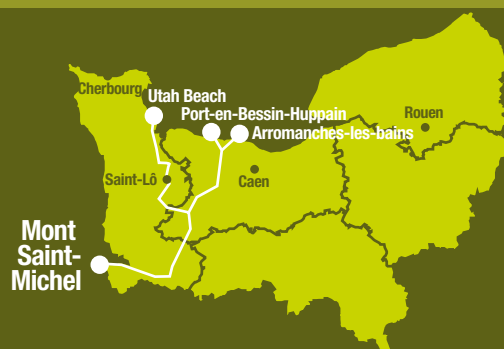 Cherbourg
Utah Beach
Port-en-Bessin-Huppain
Arromanches-les-bains
Rouen
Saint-Lô
Caen
Mont
Saint-
Michel